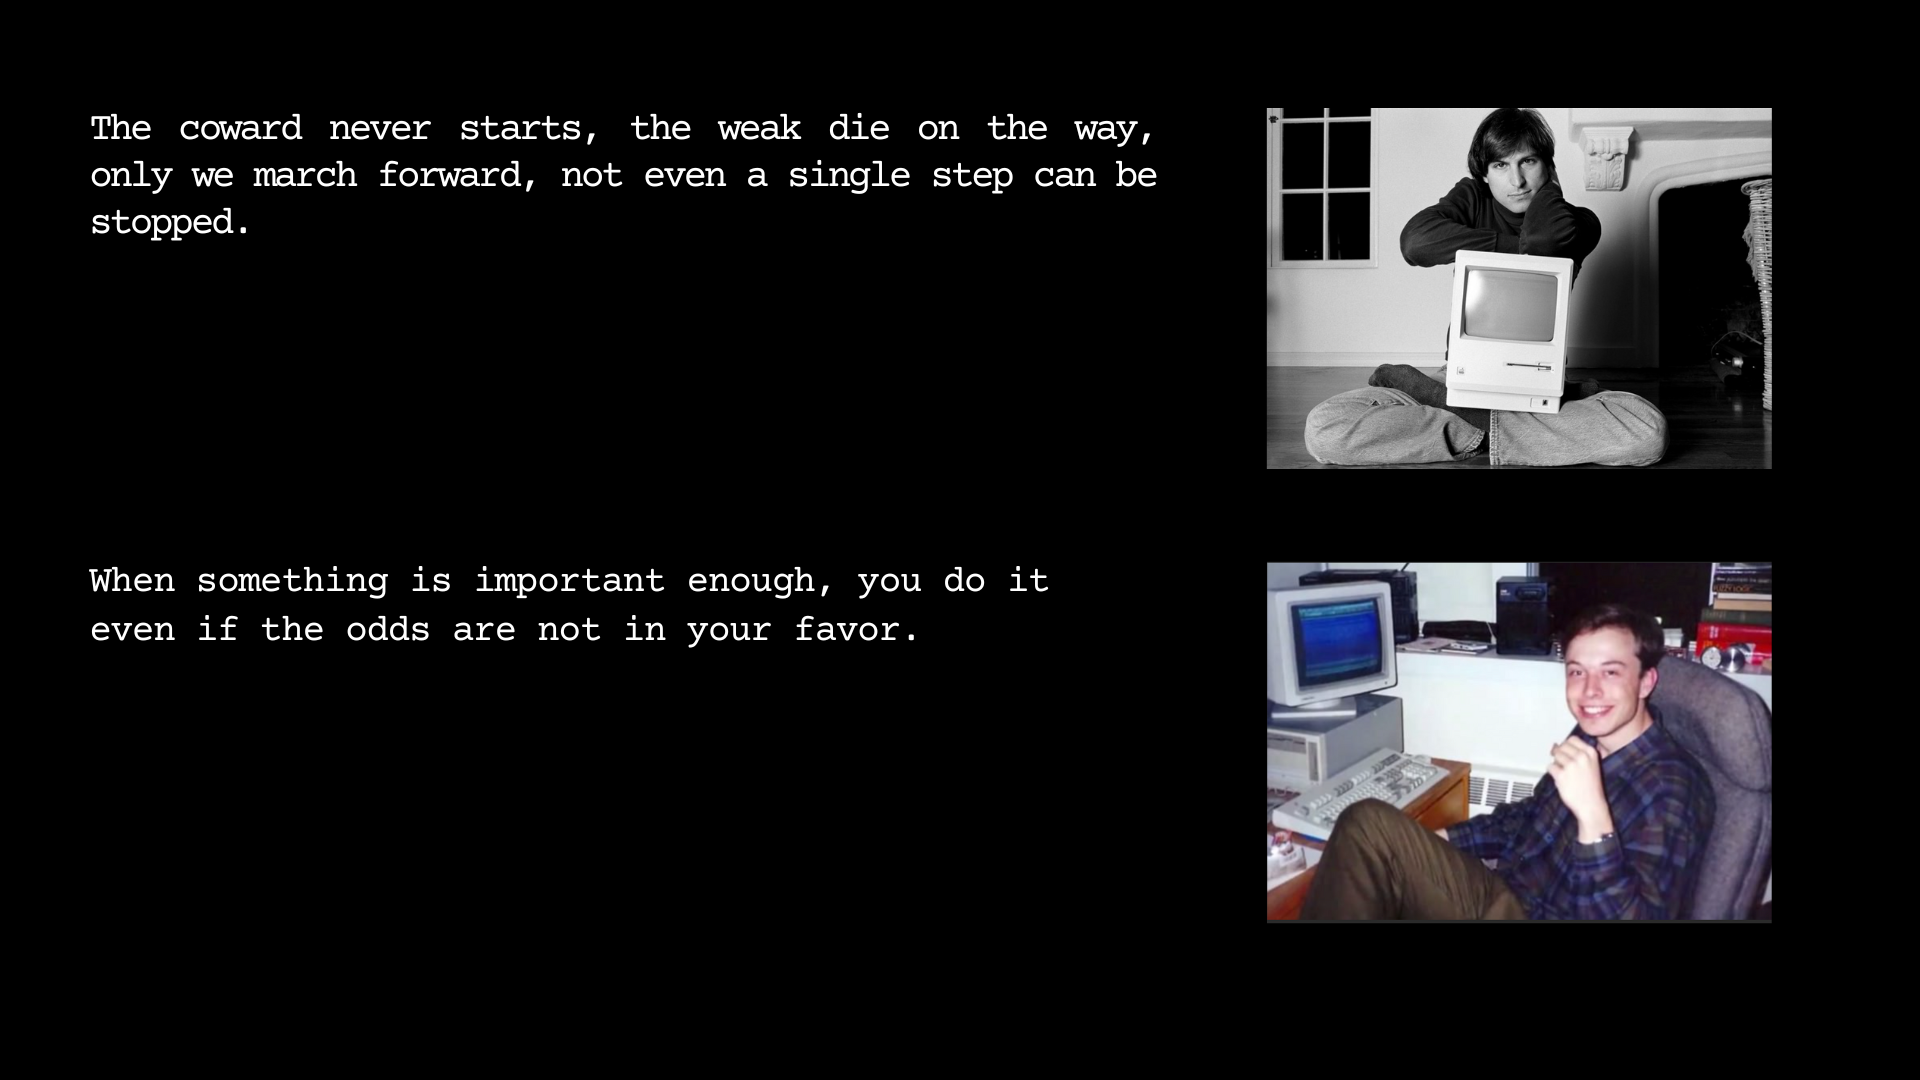 The coward never starts, the weak die on the way,
only we march forward, not even a single step can be
stopped.
When something is important enough, you do it
even if the odds are not in your favor.